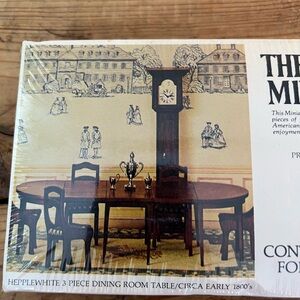 THE
MI
This Minia
pieces of
American
enjoymen
PR
CON
FO
HEPPLEWHITE 3 PIECE DINING ROOM TABLE/CIRCA EARLY 1800's